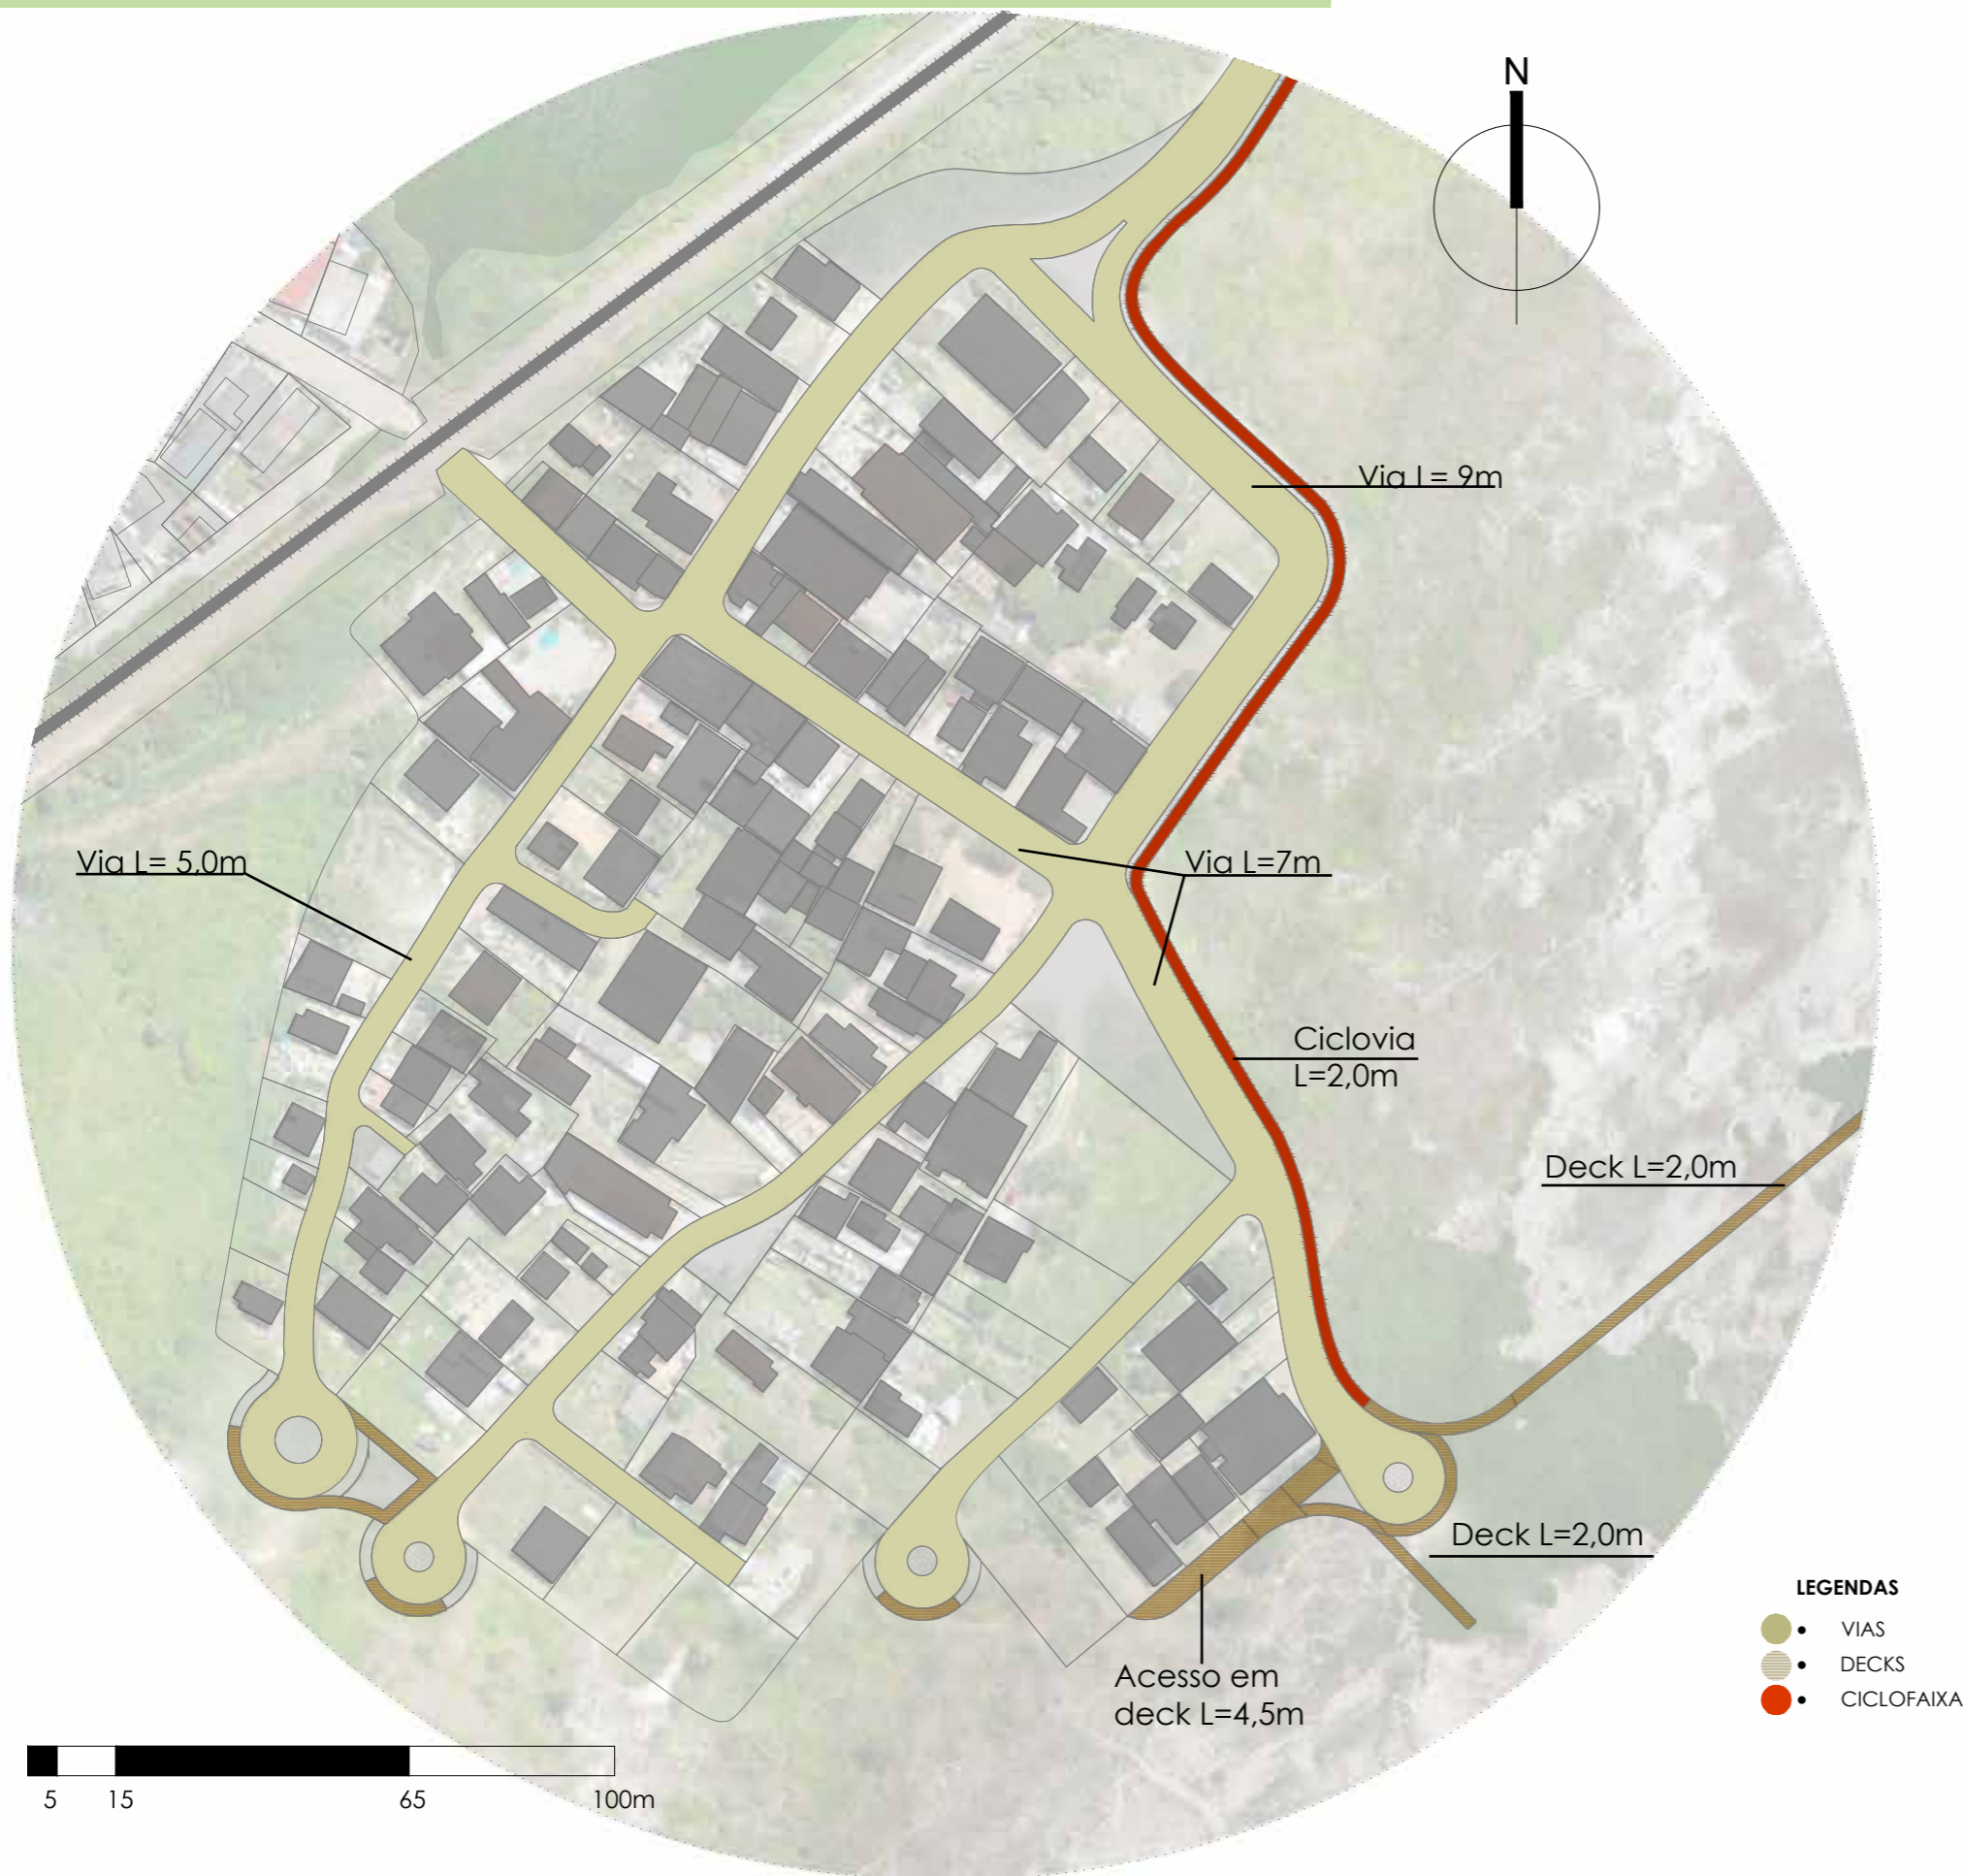 N
Via L= 9m
Via L= 5,0m
Via L=7m
Ciclovia
L=2,0m
Deck L=2,0m
Deck L=2,0m
Acesso em
deck L=4,5m
LEGENDAS
• VIAS
• DECKS
• CICLOFAIXA
5 15 65 100m